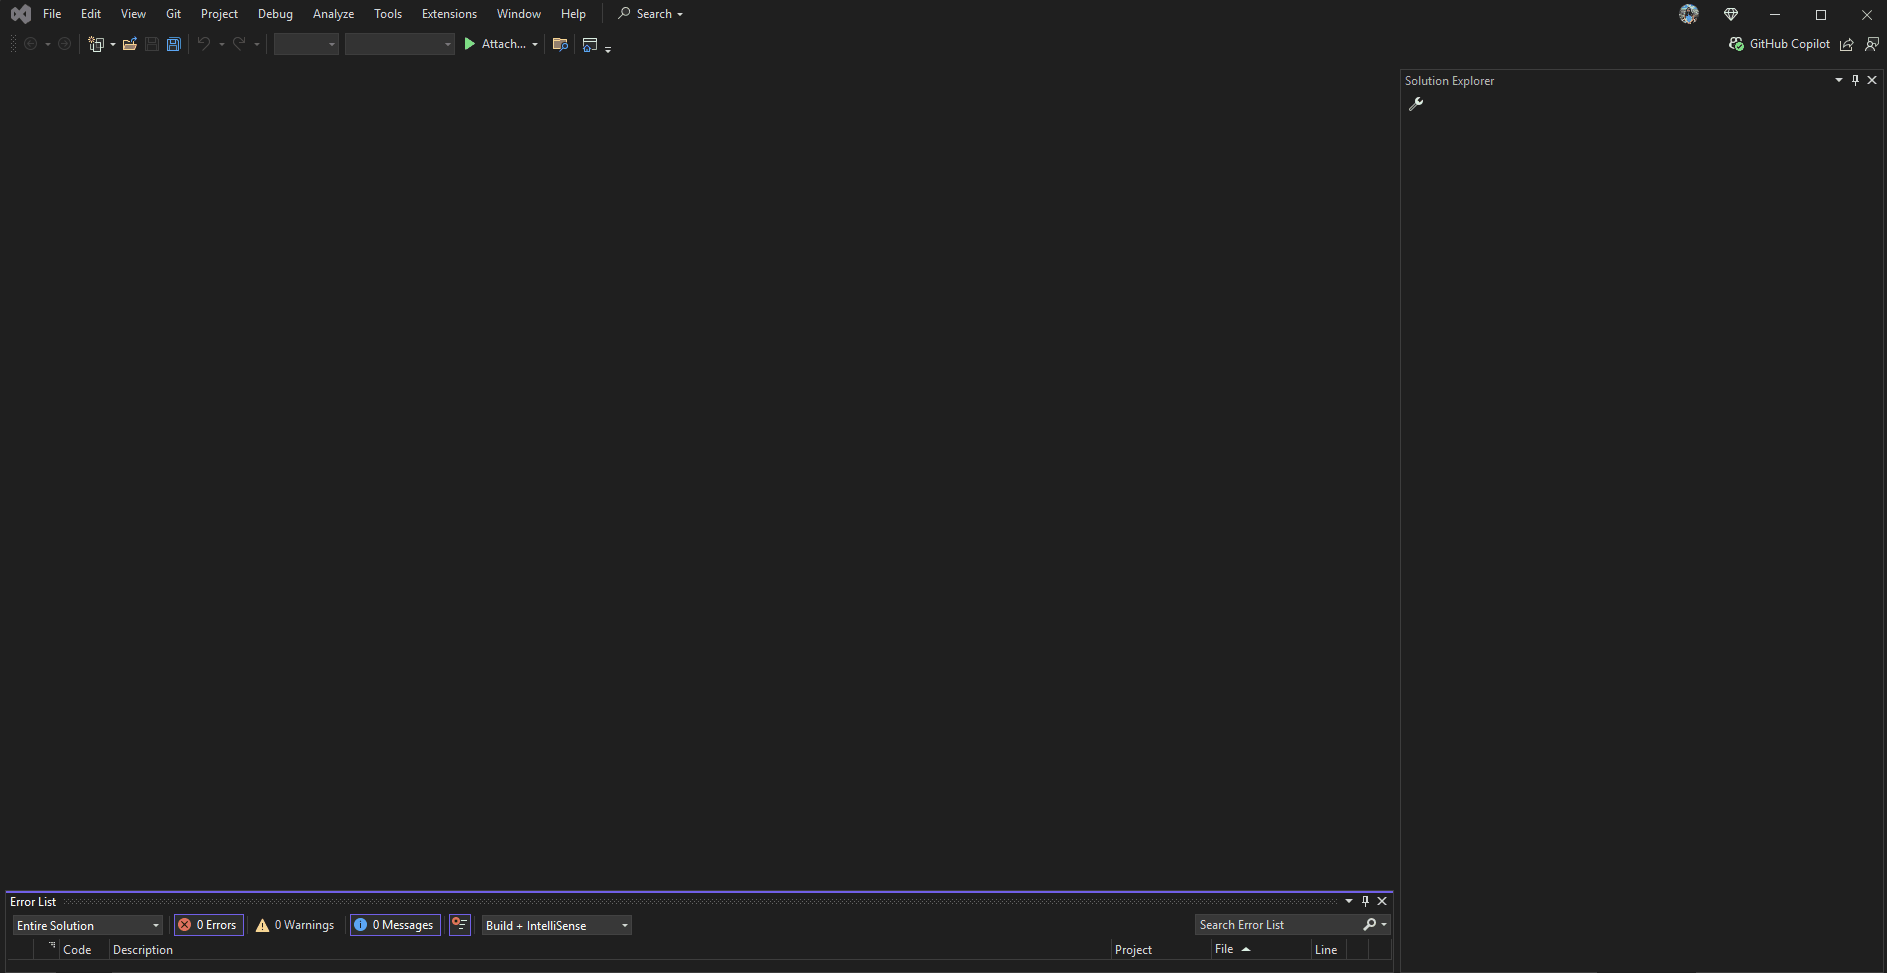 File Edit View Git Project Debug Analyze Tools Extensions Window Help Search
Attach... GitHub Copilot
Solution Explorer
Error List
Entire Solution 0 Errors 0 Warnings 0 Messages Build + IntelliSense Search Error List
Code Description Project File Line